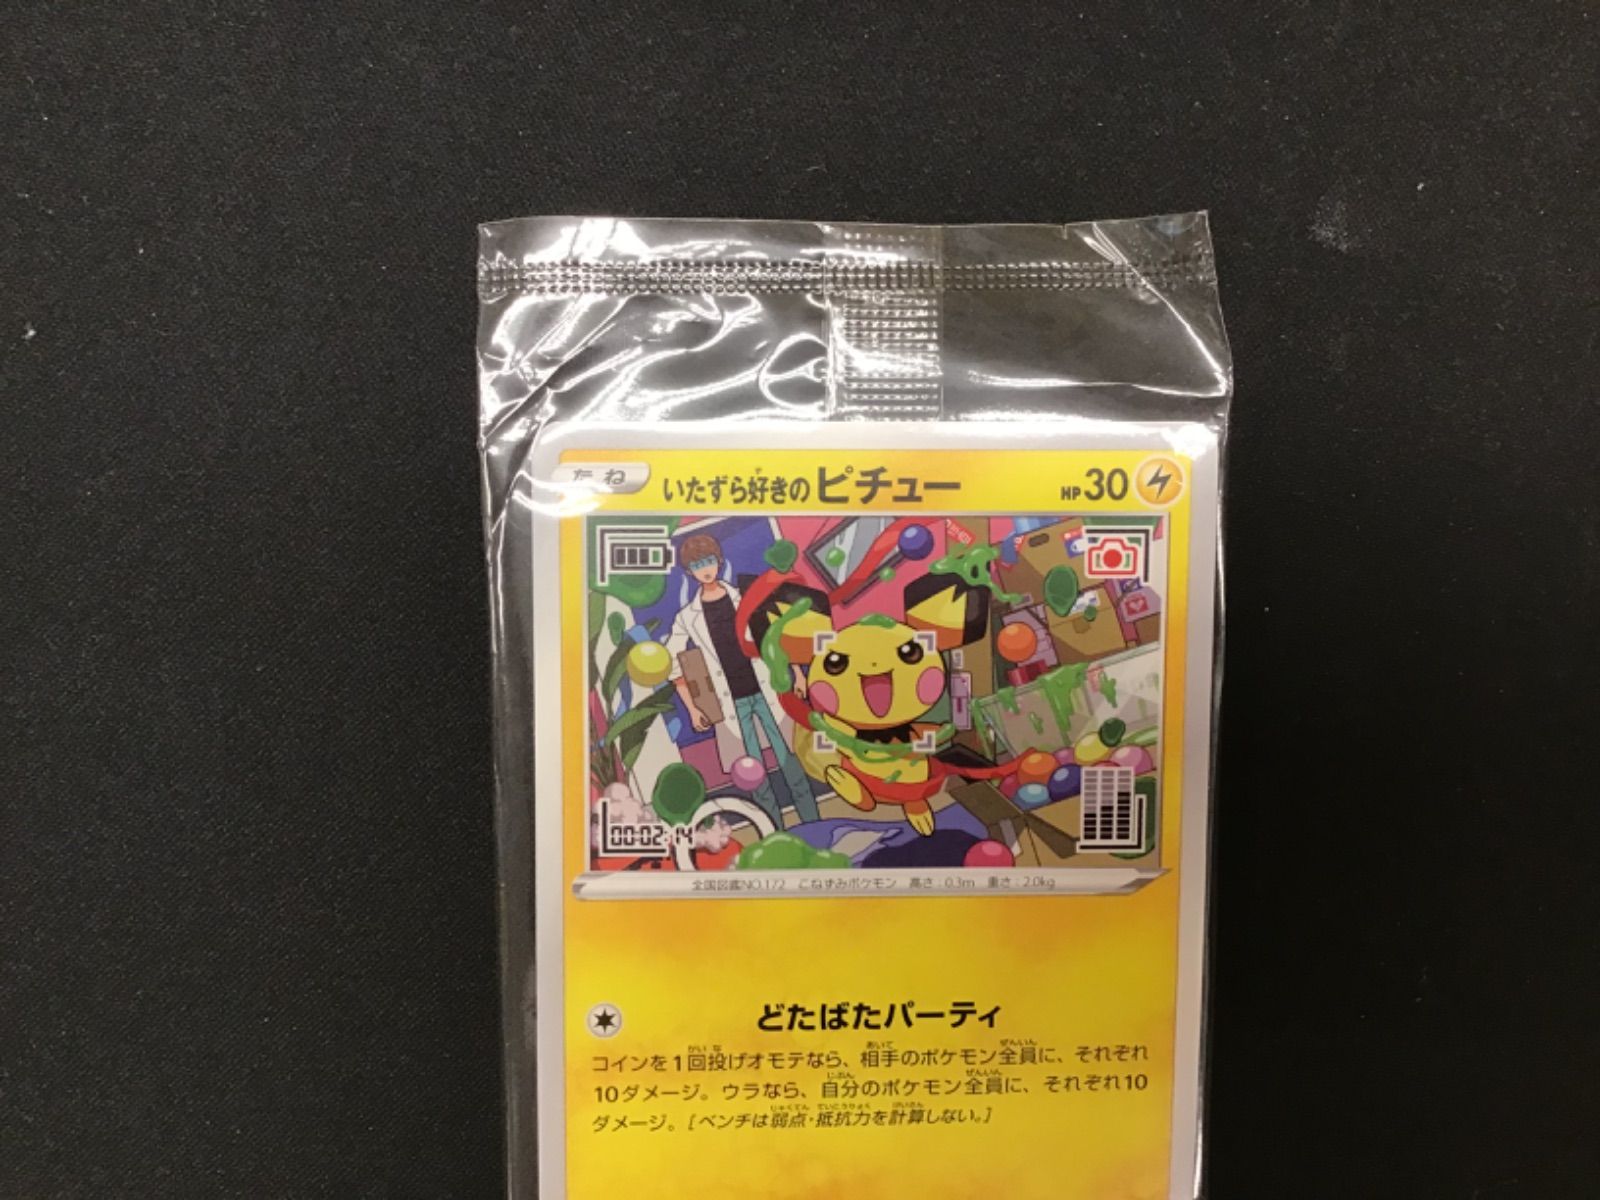 たね いたずら好きのピチュー HP30
00:02:14
全国図鑑NO.172 こねずみポケモン 高さ:0.3m 重さ:2.0kg
どたばたパーティ
コインを1回投げオモテなら、相手のポケモン全員に、それぞれ
10ダメージ。ウラなら、自分のポケモン全員に、それぞれ10
ダメージ。[ベンチは弱点・抵抗力を計算しない。]